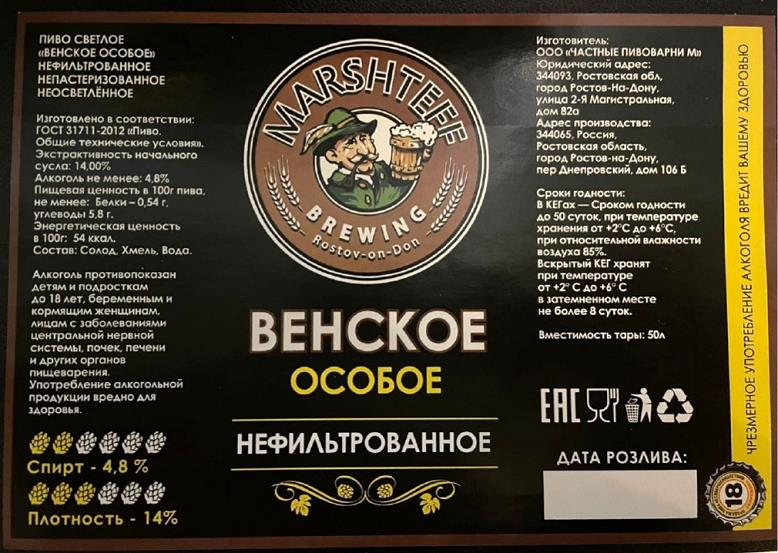 ПИВО СВЕТЛОЕ
«ВЕНСКОЕ ОСОБОЕ»
НЕФИЛЬТРОВАННОЕ
НЕПАСТЕРИЗОВАННОЕ
НЕОСВЕТЛЁННОЕ
Изготовлено в соответствии:
ГОСТ 31711-2012 «Пиво.
Общие технические условия».
Экстрактивность начального
сусла: 14,00%
Алкоголь не менее: 4,8%
Пищевая ценность в 100г пива,
не менее: Белки – 0,54 г,
углеводы 5,8 г.
Энергетическая ценность
в 100г: 54 ккал.
Состав: Солод, Хмель, Вода.
Алкоголь противопоказан
детям и подросткам
до 18 лет, беременным и
кормящим женщинам,
лицам с заболеваниями
центральной нервной
системы, почек, печени
и других органов
пищеварения.
Употребление алкогольной
продукции вредно для
здоровья.
Спирт - 4,8 %
Плотность - 14%
MARSHTEFF
BREWING
Rostov-on-Don
ВЕНСКОЕ
ОСОБОЕ
НЕФИЛЬТРОВАННОЕ
Изготовитель:
ООО «ЧАСТНЫЕ ПИВОВАРНИ М»
Юридический адрес:
344093, Ростовская обл,
город Ростов-На-Дону,
улица 2-Я Магистральная,
дом 82а
Адрес производства:
344065, Россия,
Ростовская область,
город Ростов-на-Дону,
пер Днепровский, дом 106 Б
Сроки годности:
В КЕГах — Сроком годности
до 50 суток, при температуре
хранения от +2°С до +6°С,
при относительной влажности
воздуха 85%.
Вскрытый КЕГ хранят
при температуре
от +2° С до +6° С
в затемненном месте
не более 8 суток.
Вместимость тары: 50л
EAC
ДАТА РОЗЛИВА:
ЧРЕЗМЕРНОЕ УПОТРЕБЛЕНИЕ АЛКОГОЛЯ ВРЕДИТ ВАШЕМУ ЗДОРОВЬЮ
18